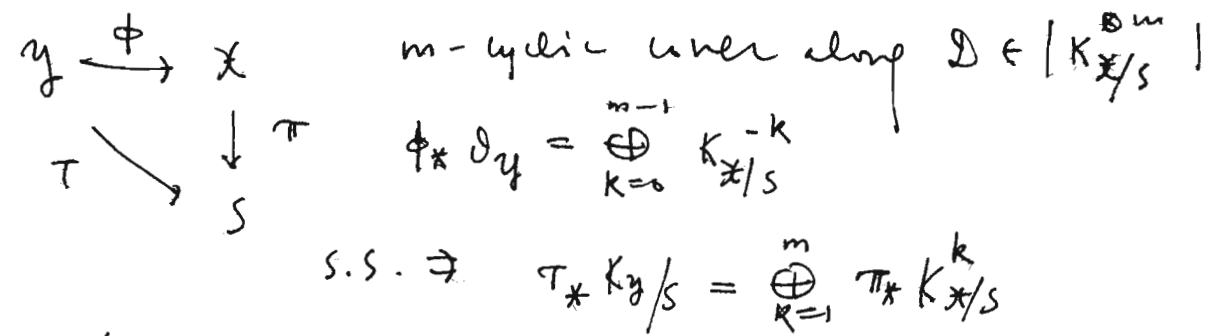 𝒴 —ϕ→ 𝒳 m-cyclic cover along 𝒟 ∈ |K_{𝒳/S}^{⊗m}|
↓ π
ϕ_* 𝒪_𝒴 = ⊕_{k=0}^{m-1} K_{𝒳/S}^{-k}
τ ↘
S
s.s. ⇒ τ_* K_{𝒴/S} = ⊕_{k=1}^{m} π_* K_{𝒳/S}^{k}